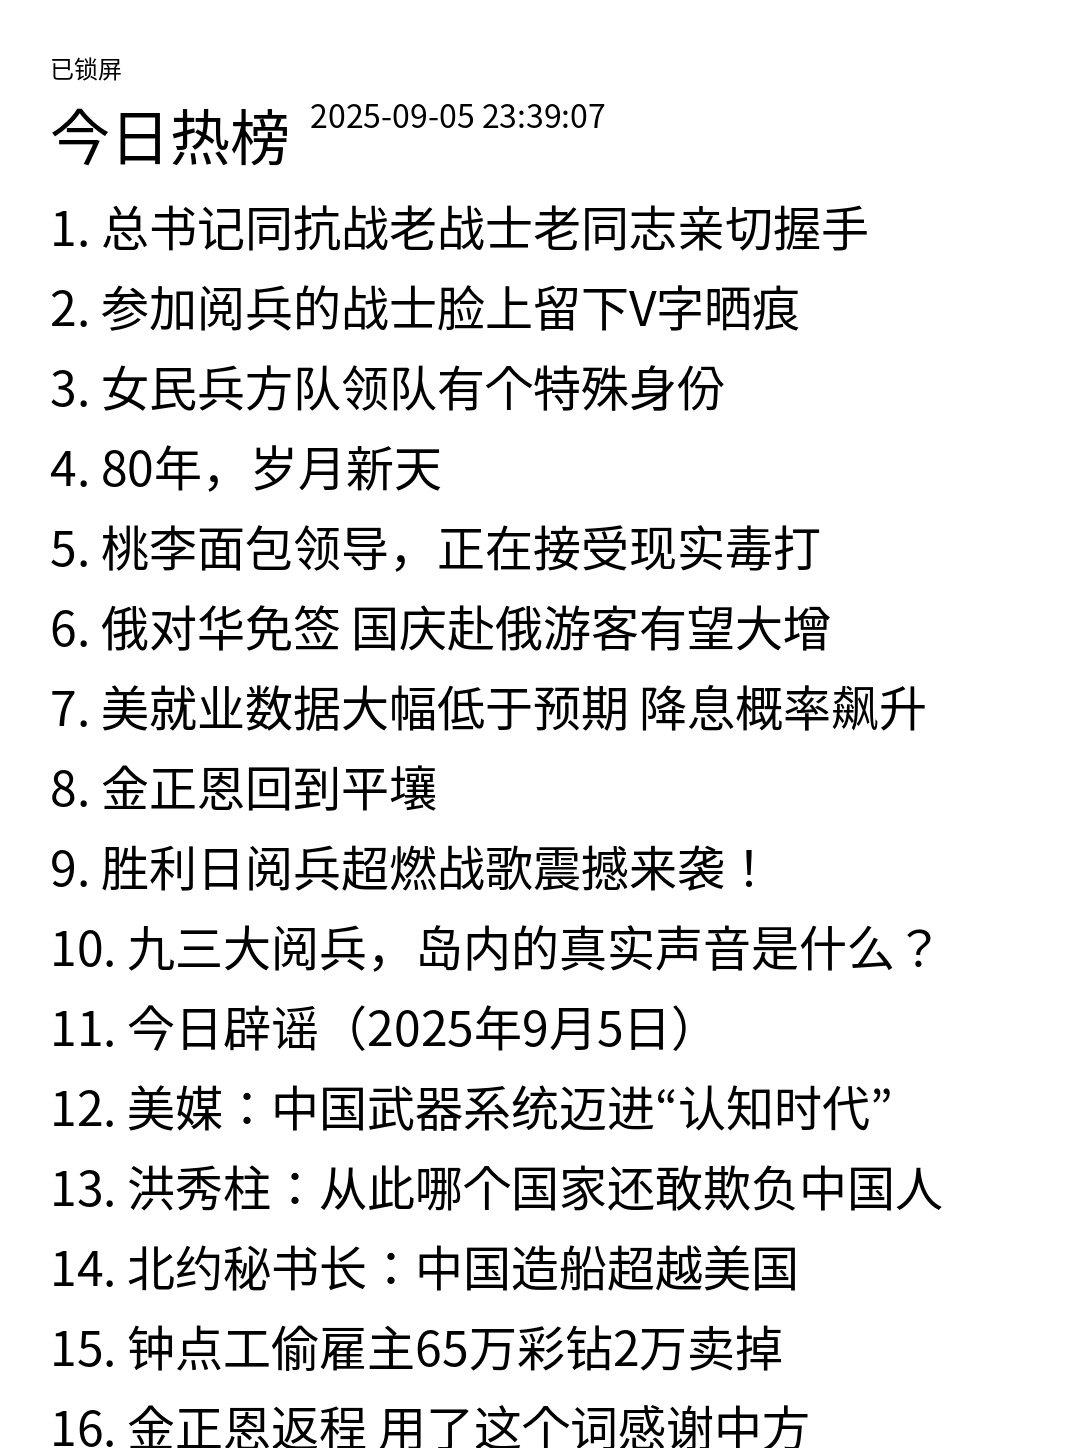 已锁屏
今日热榜 2025-09-05 23:39:07
1. 总书记同抗战老战士老同志亲切握手
2. 参加阅兵的战士脸上留下V字晒痕
3. 女民兵方队领队有个特殊身份
4. 80年，岁月新天
5. 桃李面包领导，正在接受现实毒打
6. 俄对华免签 国庆赴俄游客有望大增
7. 美就业数据大幅低于预期 降息概率飙升
8. 金正恩回到平壤
9. 胜利日阅兵超燃战歌震撼来袭！
10. 九三大阅兵，岛内的真实声音是什么？
11. 今日辟谣（2025年9月5日）
12. 美媒：中国武器系统迈进“认知时代”
13. 洪秀柱：从此哪个国家还敢欺负中国人
14. 北约秘书长：中国造船超越美国
15. 钟点工偷雇主65万彩钻2万卖掉
16. 金正恩返程 用了这个词感谢中方